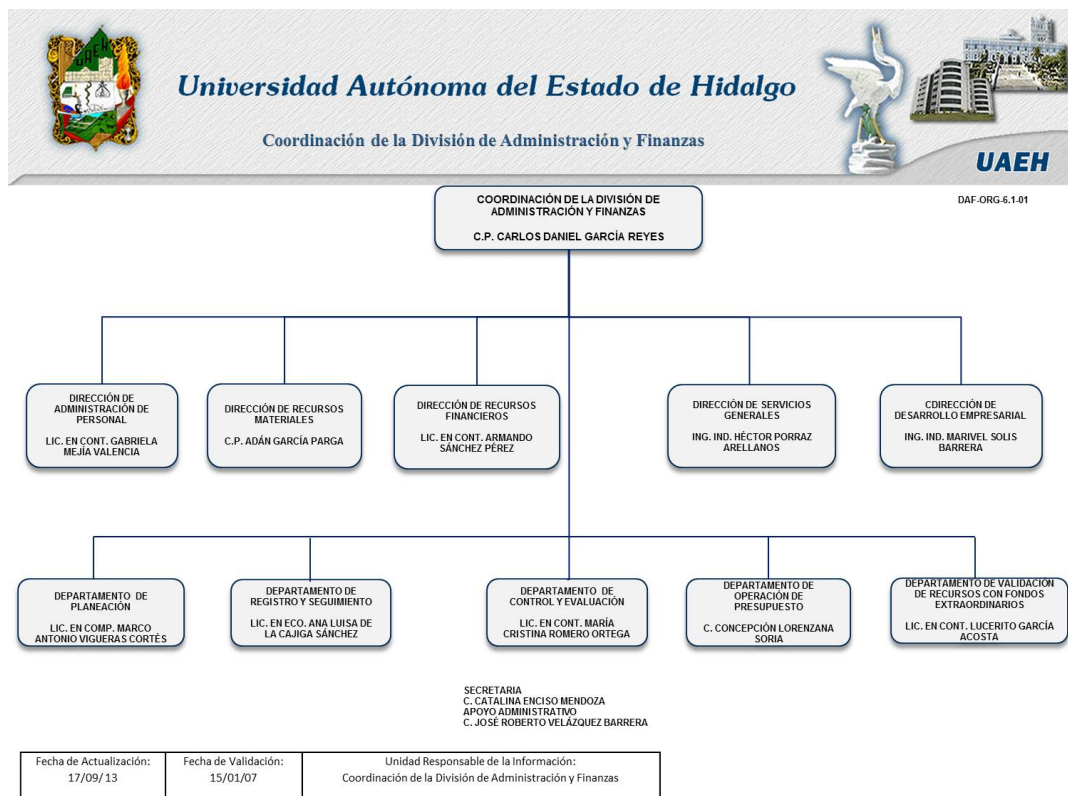 UAEH
Universidad Autónoma del Estado de Hidalgo
Coordinación de la División de Administración y Finanzas
UAEH
COORDINACIÓN DE LA DIVISIÓN DE
ADMINISTRACIÓN Y FINANZAS
C.P. CARLOS DANIEL GARCÍA REYES
DAF-ORG-6.1-01
DIRECCIÓN DE
ADMINISTRACIÓN DE
PERSONAL
LIC. EN CONT. GABRIELA
MEJÍA VALENCIA
DIRECCIÓN DE RECURSOS
MATERIALES
C.P. ADÁN GARCÍA PARGA
DIRECCIÓN DE RECURSOS
FINANCIEROS
LIC. EN CONT. ARMANDO
SÁNCHEZ PÉREZ
DIRECCIÓN DE SERVICIOS
GENERALES
ING. IND. HÉCTOR PORRAZ
ARELLANOS
CDIRECCIÓN DE
DESARROLLO EMPRESARIAL
ING. IND. MARIVEL SOLIS
BARRERA
DEPARTAMENTO DE
PLANEACIÓN
LIC. EN COMP. MARCO
ANTONIO VIGUERAS CORTÉS
DEPARTAMENTO DE
REGISTRO Y SEGUIMIENTO
LIC. EN ECO. ANA LUISA DE
LA CAJIGA SÁNCHEZ
DEPARTAMENTO DE
CONTROL Y EVALUACIÓN
LIC. EN CONT. MARÍA
CRISTINA ROMERO ORTEGA
DEPARTAMENTO DE
OPERACIÓN DE
PRESUPUESTO
C. CONCEPCIÓN LORENZANA
SORIA
DEPARTAMENTO DE VALIDACIÓN
DE RECURSOS CON FONDOS
EXTRAORDINARIOS
LIC. EN CONT. LUCERITO GARCÍA
ACOSTA
SECRETARIA
C. CATALINA ENCISO MENDOZA
APOYO ADMINISTRATIVO
C. JOSÉ ROBERTO VELÁZQUEZ BARRERA
Fecha de Actualización:
17/09/ 13
Fecha de Validación:
15/01/07
Unidad Responsable de la Información:
Coordinación de la División de Administración y Finanzas